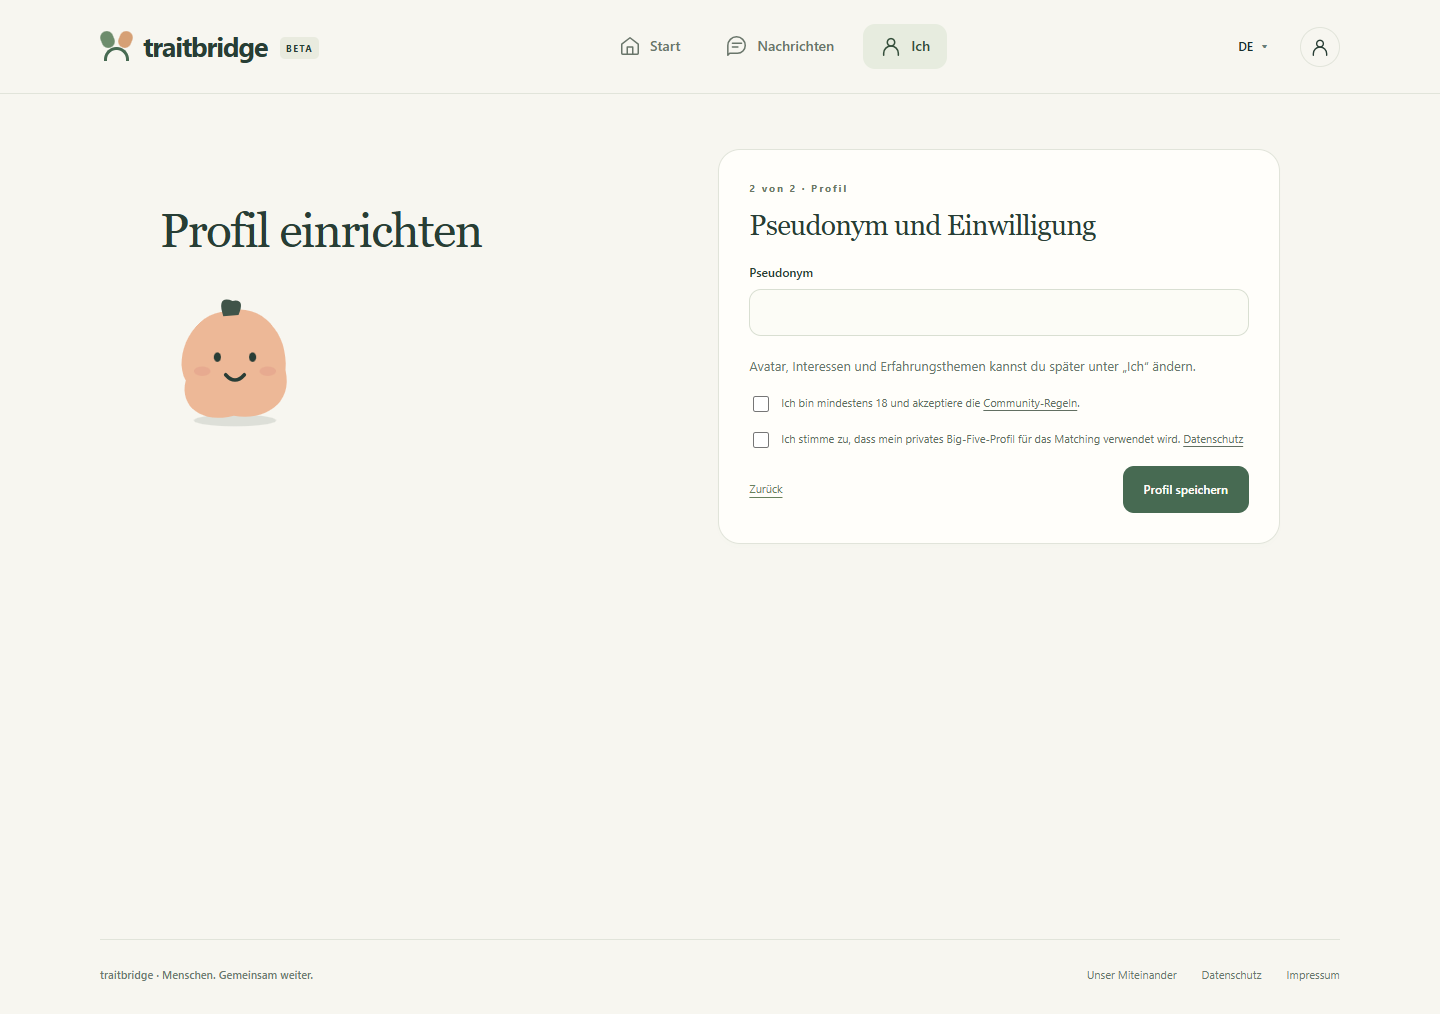 traitbridge BETA
Start Nachrichten Ich
DE
Profil einrichten
2 von 2 · Profil
Pseudonym und Einwilligung
Pseudonym
Avatar, Interessen und Erfahrungsthemen kannst du später unter „Ich“ ändern.
Ich bin mindestens 18 und akzeptiere die Community-Regeln.
Ich stimme zu, dass mein privates Big-Five-Profil für das Matching verwendet wird. Datenschutz
Zurück
Profil speichern
traitbridge · Menschen. Gemeinsam weiter.
Unser Miteinander Datenschutz Impressum